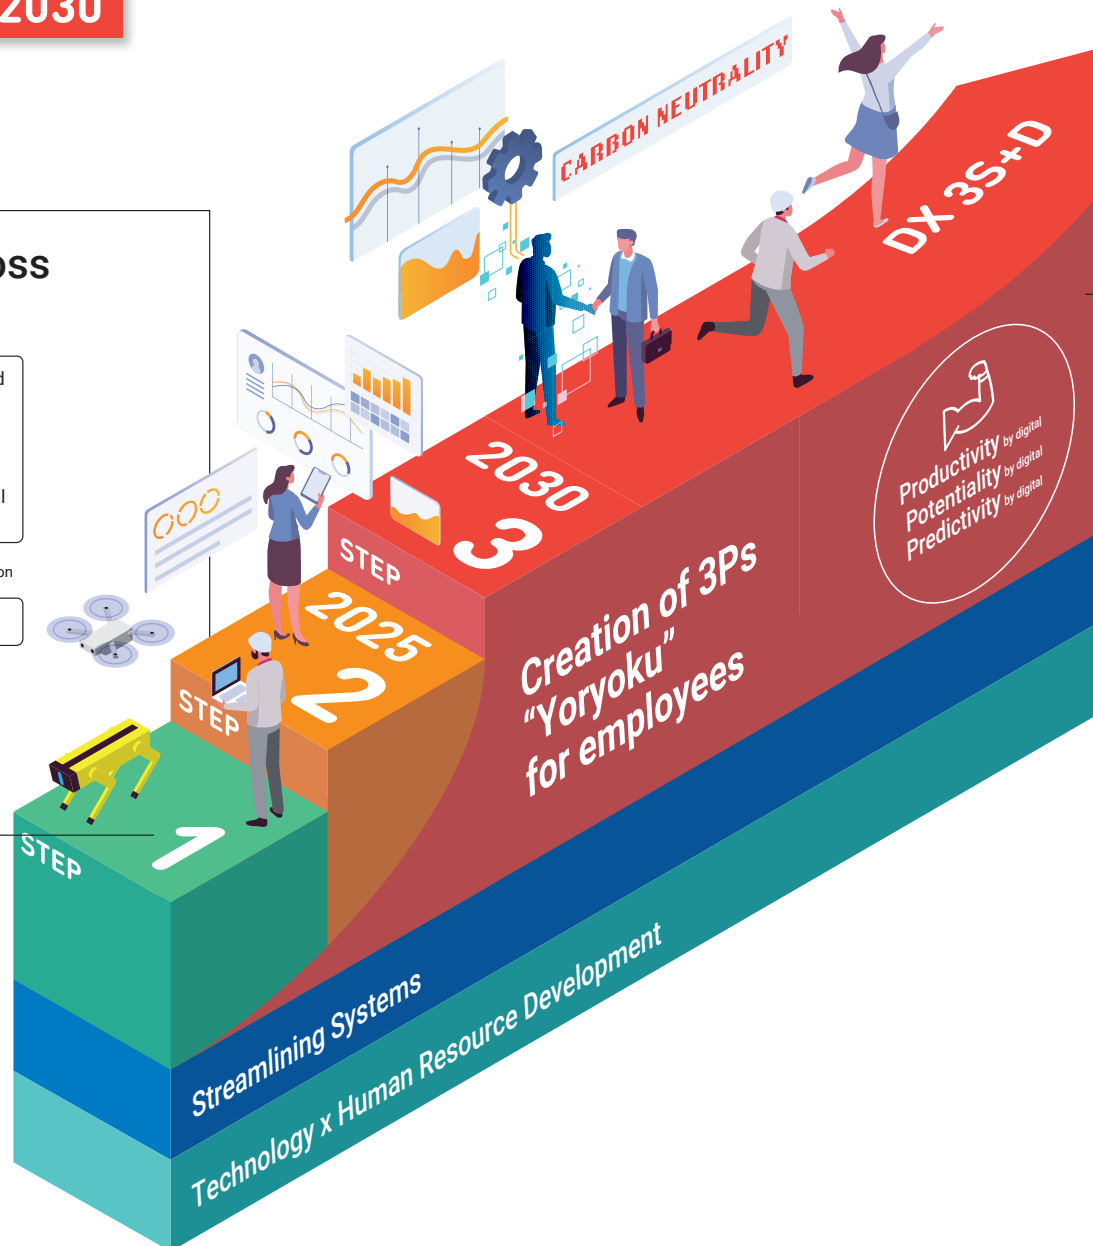 2030
CARBON NEUTRALITY
DX 3S+D
2030
3
STEP
Productivity by digital
Potentiality by digital
Predictivity by digital
2025
2
STEP
Creation of 3Ps
“Yoryoku”
for employees
1
STEP
Streamlining Systems
Technology x Human Resource Development